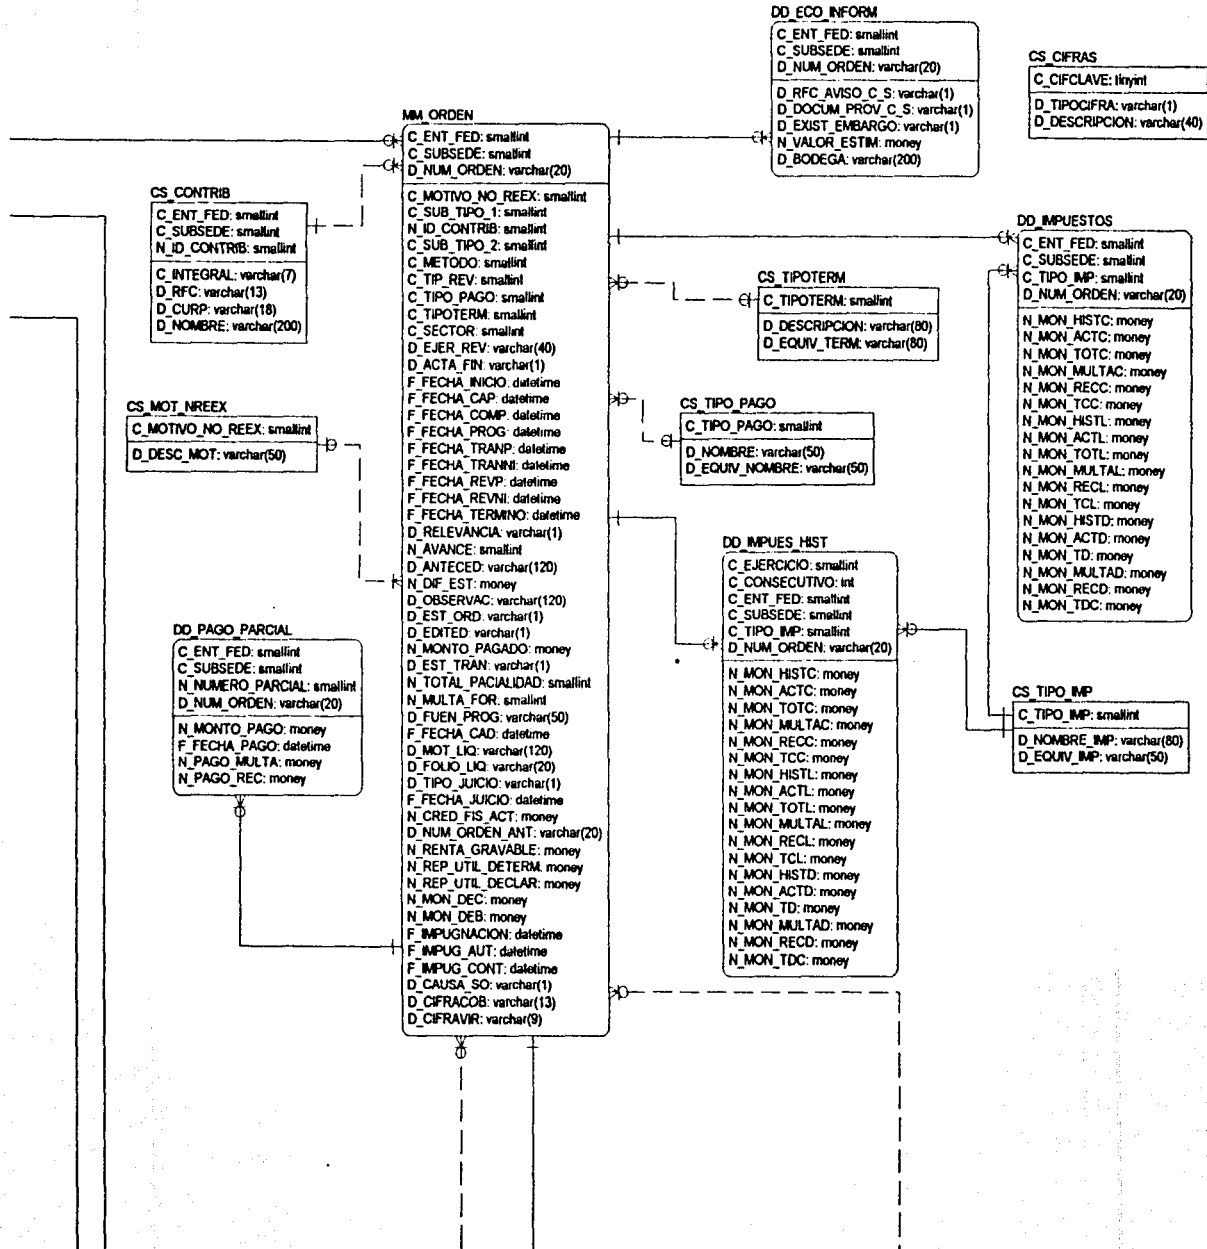 DD_ECO_INFORM
C_ENT_FED: smallint
C_SUBSEDE: smallint
D_NUM_ORDEN: varchar(20)
D_RFC_AVISO_C_S: varchar(1)
D_DOCUM_PROV_C_S: varchar(1)
D_EXIST_EMBARGO: varchar(1)
N_VALOR_ESTIM: money
D_BODEGA: varchar(200)
CS_CIFRAS
C_CIFCLAVE: tinyint
D_TIPOCIFRA: varchar(1)
D_DESCRIPCION: varchar(40)
MM_ORDEN
C_ENT_FED: smallint
C_SUBSEDE: smallint
D_NUM_ORDEN: varchar(20)
C_MOTIVO_NO_REEX: smallint
C_SUB_TIPO_1: smallint
N_ID_CONTRIB: smallint
C_SUB_TIPO_2: smallint
C_METODO: smallint
C_TIP_REV: smallint
C_TIPO_PAGO: smallint
C_TIPOTERM: smallint
C_SECTOR: smallint
D_EJER_REV: varchar(40)
D_ACTA_FIN: varchar(1)
F_FECHA_INICIO: datetime
F_FECHA_CAP: datetime
F_FECHA_COMP: datetime
F_FECHA_PROG: datetime
F_FECHA_TRANP: datetime
F_FECHA_TRANNI: datetime
F_FECHA_REVP: datetime
F_FECHA_REVNI: datetime
F_FECHA_TERMINO: datetime
D_RELEVANCIA: varchar(1)
N_AVANCE: smallint
D_ANTECED: varchar(120)
N_DIF_EST: money
D_OBSERVAC: varchar(120)
D_EST_ORD: varchar(1)
D_EDITED: varchar(1)
N_MONTO_PAGADO: money
D_EST_TRAN: varchar(1)
N_TOTAL_PACIALIDAD: smallint
N_MULTA_FOR: smallint
D_FUEN_PROG: varchar(50)
F_FECHA_CAD: datetime
D_MOT_LIQ: varchar(120)
D_FOLIO_LIQ: varchar(20)
D_TIPO_JUICIO: varchar(1)
F_FECHA_JUICIO: datetime
N_CRED_FIS_ACT: money
D_NUM_ORDEN_ANT: varchar(20)
N_RENTA_GRAVABLE: money
N_REP_UTIL_DETERM: money
N_REP_UTIL_DECLAR: money
N_MON_DEC: money
N_MON_DEB: money
F_IMPUGNACION: datetime
F_IMPUG_AUT: datetime
F_IMPUG_CONT: datetime
D_CAUSA_SO: varchar(1)
D_CIFRACOB: varchar(13)
D_CIFRAVIR: varchar(9)
CS_CONTRIB
C_ENT_FED: smallint
C_SUBSEDE: smallint
N_ID_CONTRIB: smallint
C_INTEGRAL: varchar(7)
D_RFC: varchar(13)
D_CURP: varchar(18)
D_NOMBRE: varchar(200)
DD_IMPUESTOS
C_ENT_FED: smallint
C_SUBSEDE: smallint
C_TIPO_IMP: smallint
D_NUM_ORDEN: varchar(20)
N_MON_HISTC: money
N_MON_ACTC: money
N_MON_TOTC: money
N_MON_MULTAC: money
N_MON_RECC: money
N_MON_TCC: money
N_MON_HISTL: money
N_MON_ACTL: money
N_MON_TOTL: money
N_MON_MULTAL: money
N_MON_RECL: money
N_MON_TCL: money
N_MON_HISTD: money
N_MON_ACTD: money
N_MON_TD: money
N_MON_MULTAD: money
N_MON_RECD: money
N_MON_TDC: money
CS_TIPOTERM
C_TIPOTERM: smallint
D_DESCRIPCION: varchar(80)
D_EQUIV_TERM: varchar(80)
CS_MOT_NREEX
C_MOTIVO_NO_REEX: smallint
D_DESC_MOT: varchar(50)
CS_TIPO_PAGO
C_TIPO_PAGO: smallint
D_NOMBRE: varchar(50)
D_EQUIV_NOMBRE: varchar(50)
DD_IMPUES_HIST
C_EJERCICIO: smallint
C_CONSECUTIVO: int
C_ENT_FED: smallint
C_SUBSEDE: smallint
C_TIPO_IMP: smallint
D_NUM_ORDEN: varchar(20)
N_MON_HISTC: money
N_MON_ACTC: money
N_MON_TOTC: money
N_MON_MULTAC: money
N_MON_RECC: money
N_MON_TCC: money
N_MON_HISTL: money
N_MON_ACTL: money
N_MON_TOTL: money
N_MON_MULTAL: money
N_MON_RECL: money
N_MON_TCL: money
N_MON_HISTD: money
N_MON_ACTD: money
N_MON_TD: money
N_MON_MULTAD: money
N_MON_RECD: money
N_MON_TDC: money
DD_PAGO_PARCIAL
C_ENT_FED: smallint
C_SUBSEDE: smallint
N_NUMERO_PARCIAL: smallint
D_NUM_ORDEN: varchar(20)
N_MONTO_PAGO: money
F_FECHA_PAGO: datetime
N_PAGO_MULTA: money
N_PAGO_REC: money
CS_TIPO_IMP
C_TIPO_IMP: smallint
D_NOMBRE_IMP: varchar(80)
D_EQUIV_IMP: varchar(50)